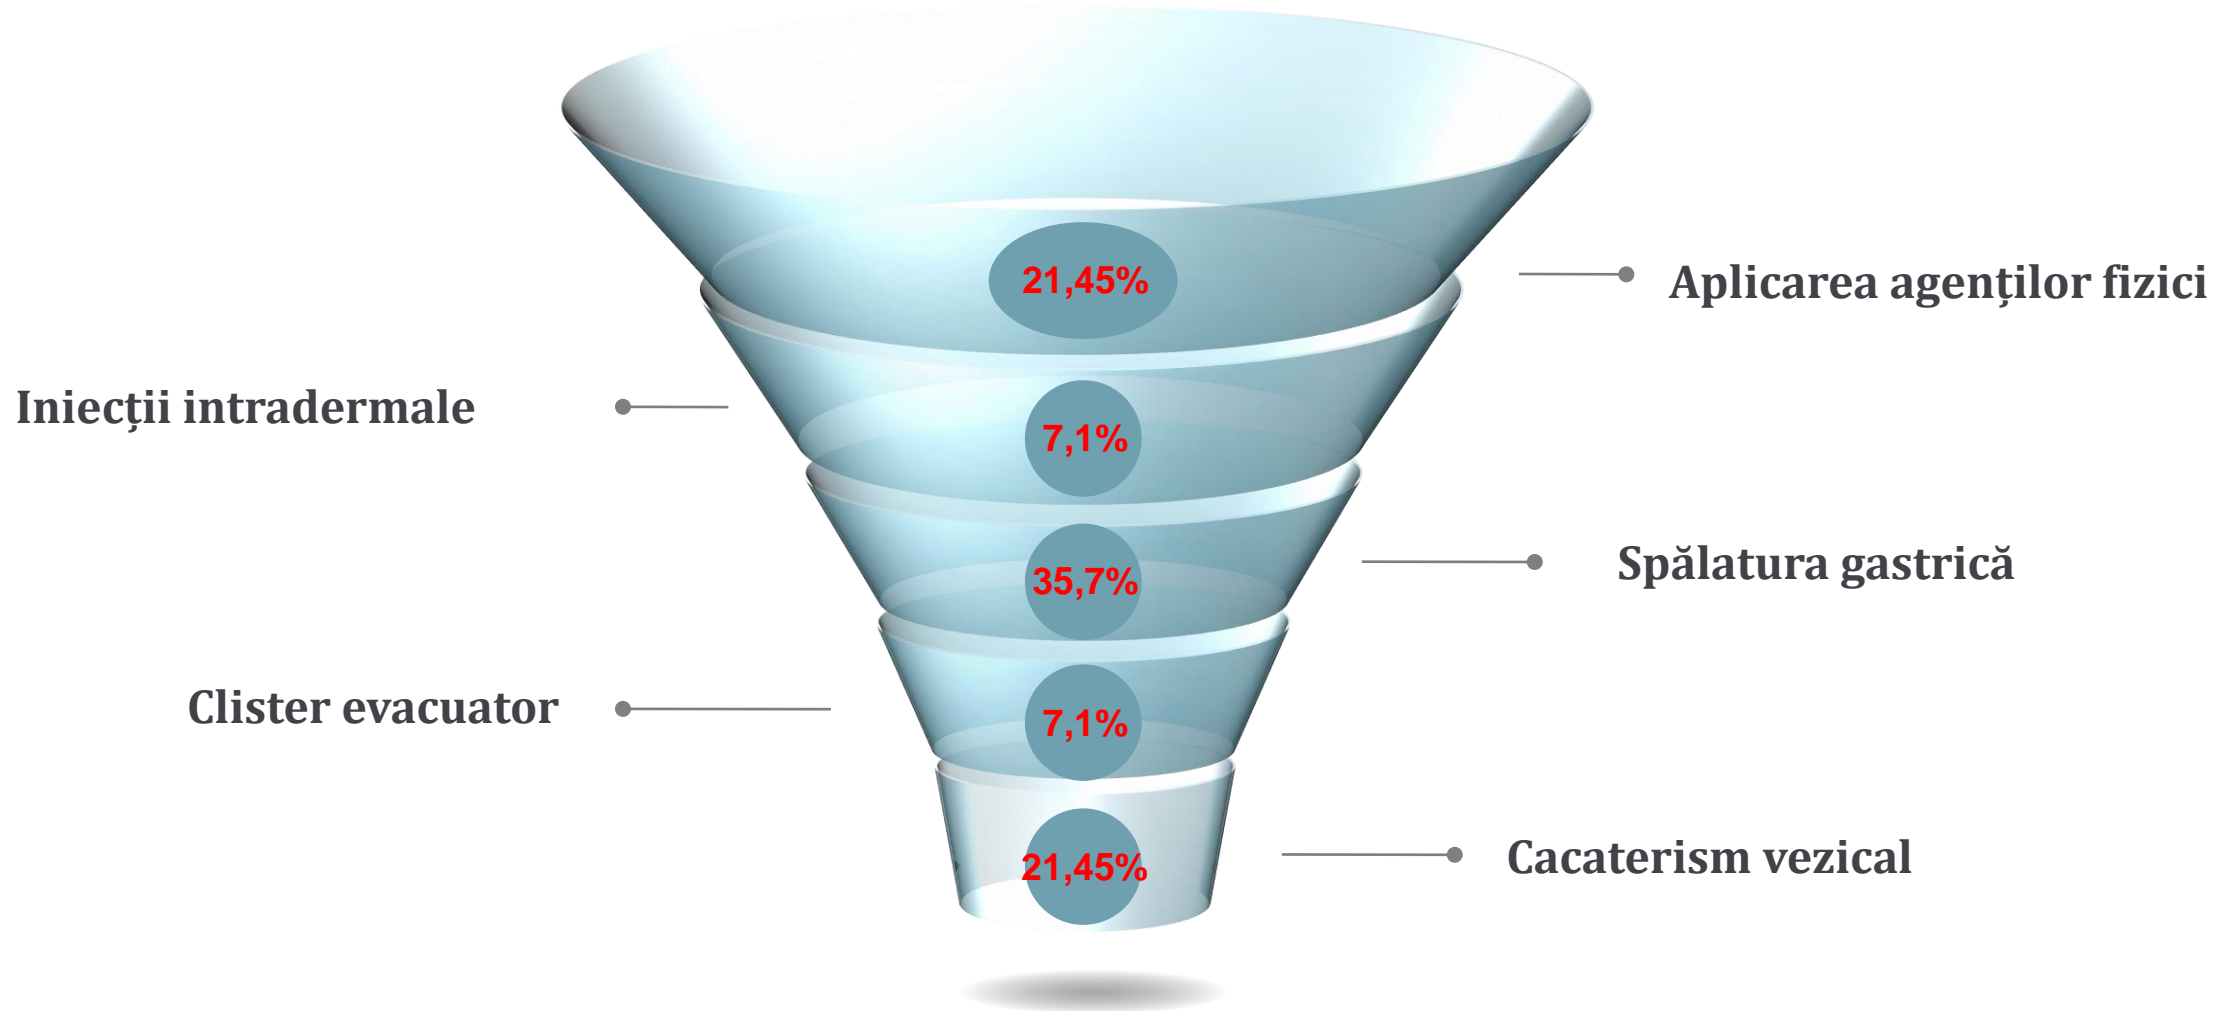 21,45%
Aplicarea agenților fizici
Iniecții intradermale
7,1%
35,7%
Spălatura gastrică
Clister evacuator
7,1%
21,45%
Cacaterism vezical